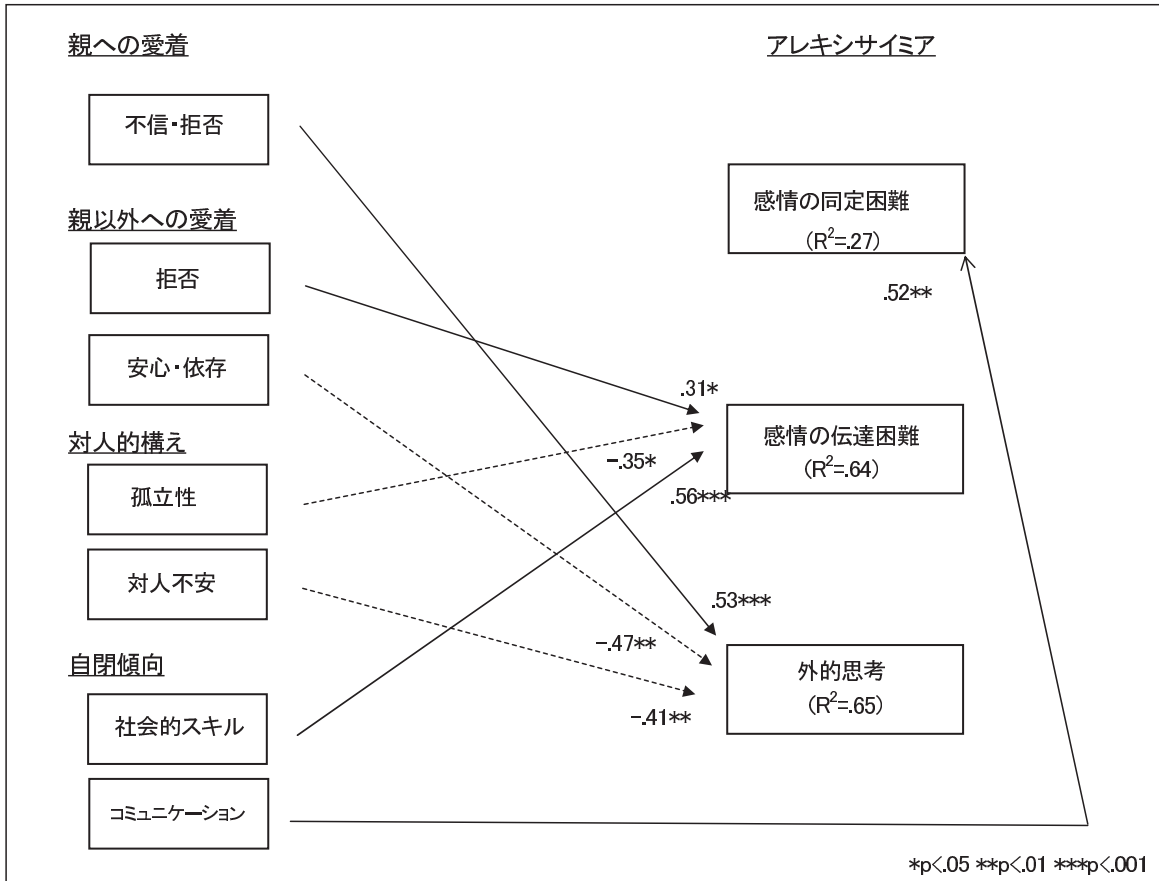 親への愛着
アレキシサイミア
不信・拒否
感情の同定困難
(R²=.27)
親以外への愛着
拒否
.52**
安心・依存
.31*
感情の伝達困難
(R²=.64)
対人的構え
-.35*
孤立性
.56***
対人不安
.53***
-.47**
外的思考
(R²=.65)
自閉傾向
-.41**
社会的スキル
コミュニケーション
*p<.05 **p<.01 ***p<.001